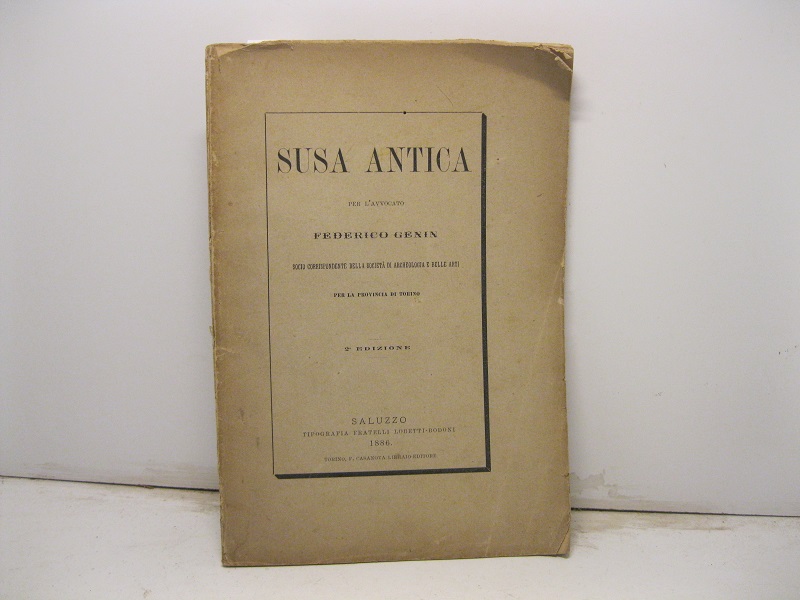 SUSA ANTICA
PER L'AVVOCATO
FEDERICO GENIN
SOCIO CORRISPONDENTE DELLA SOCIETÀ DI ARCHEOLOGIA E BELLE ARTI
PER LA PROVINCIA DI TORINO
2ª EDIZIONE
SALUZZO
TIPOGRAFIA FRATELLI LOBETTI-BODONI
1886.
TORINO, F. CASANOVA LIBRAIO-EDITORE